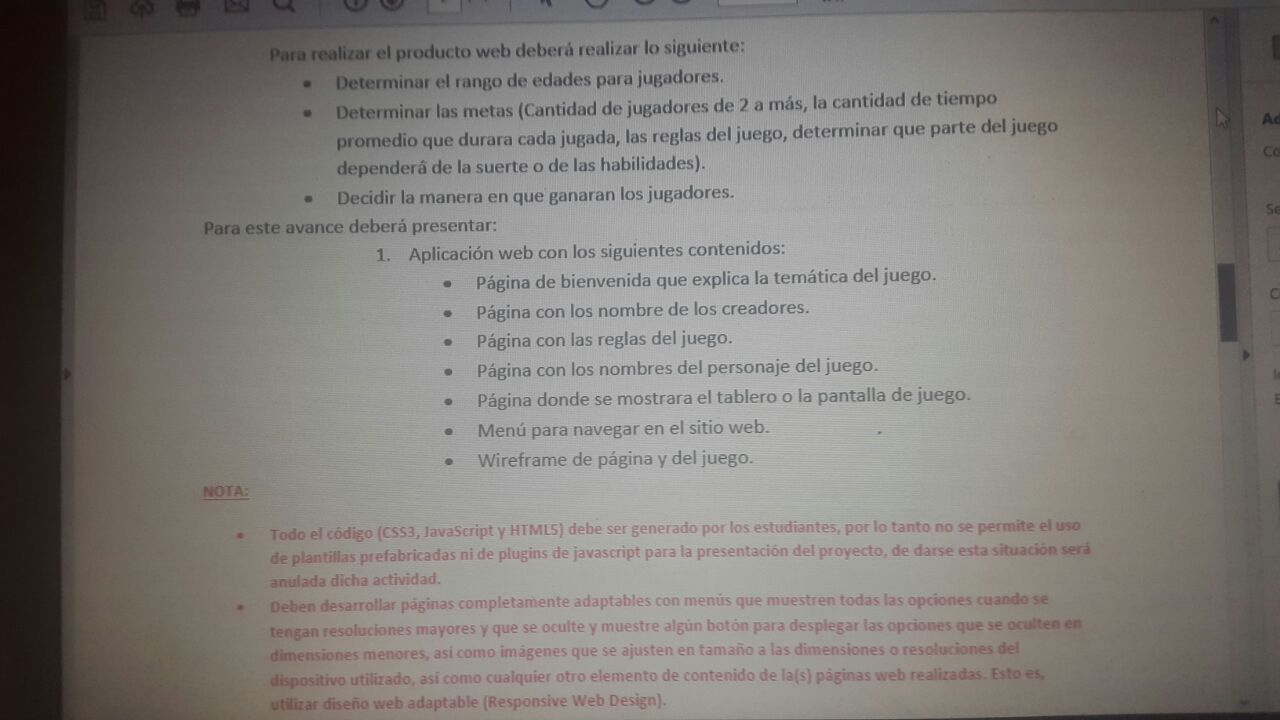 Para realizar el producto web deberá realizar lo siguiente:
• Determinar el rango de edades para jugadores.
• Determinar las metas (Cantidad de jugadores de 2 a más, la cantidad de tiempo
promedio que durara cada jugada, las reglas del juego, determinar que parte del juego
dependerá de la suerte o de las habilidades).
• Decidir la manera en que ganaran los jugadores.
Para este avance deberá presentar:
1. Aplicación web con los siguientes contenidos:
• Página de bienvenida que explica la temática del juego.
• Página con los nombre de los creadores.
• Página con las reglas del juego.
• Página con los nombres del personaje del juego.
• Página donde se mostrara el tablero o la pantalla de juego.
• Menú para navegar en el sitio web.
• Wireframe de página y del juego.
NOTA:
• Todo el código (CSS3, JavaScript y HTML5) debe ser generado por los estudiantes, por lo tanto no se permite el uso
de plantillas prefabricadas ni de plugins de javascript para la presentación del proyecto, de darse esta situación será
anulada dicha actividad.
• Deben desarrollar páginas completamente adaptables con menús que muestren todas las opciones cuando se
tengan resoluciones mayores y que se oculte y muestre algún botón para desplegar las opciones que se oculten en
dimensiones menores, así como imágenes que se ajusten en tamaño a las dimensiones o resoluciones del
dispositivo utilizado, así como cualquier otro elemento de contenido de la(s) páginas web realizadas. Esto es,
utilizar diseño web adaptable (Responsive Web Design).